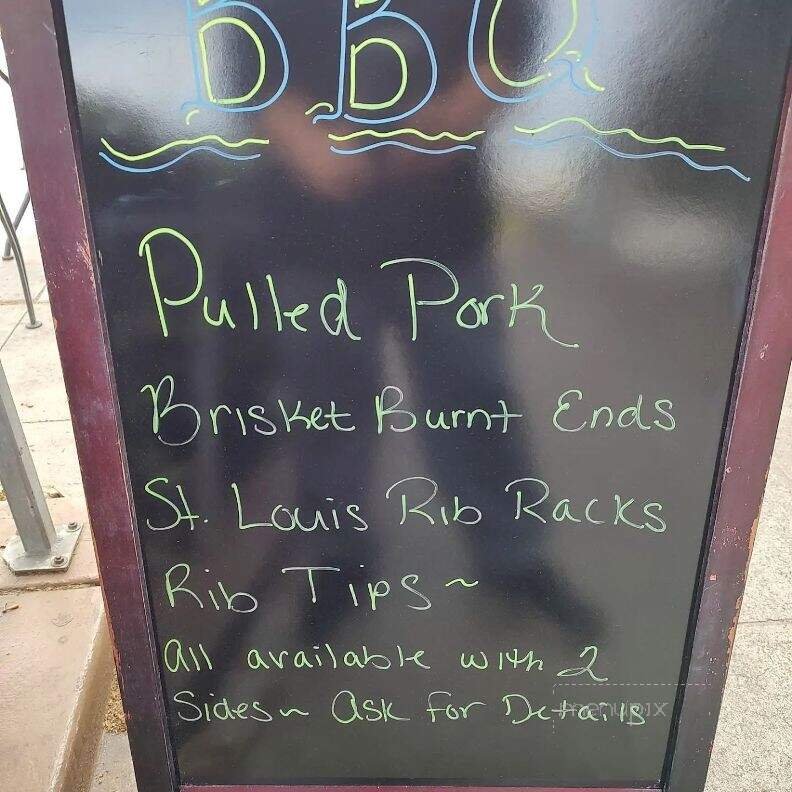 BBQ
Pulled Pork
Brisket Burnt Ends
St. Louis Rib Racks
Rib Tips ~
All available with 2
Sides ~ Ask for Details
menupix